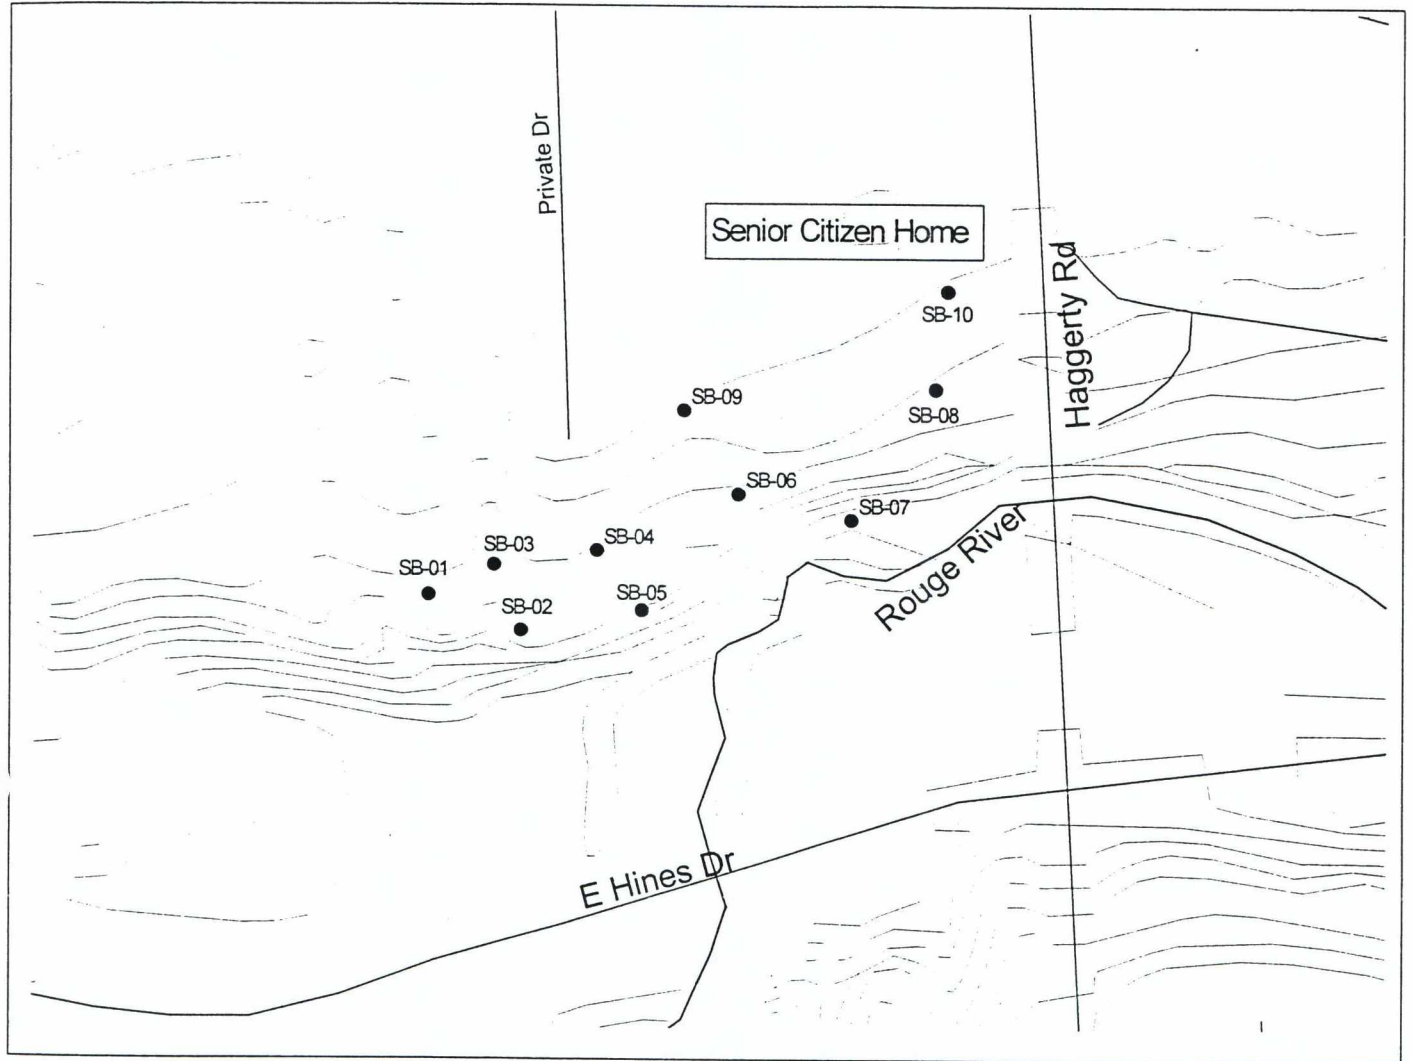 Private Dr
Senior Citizen Home
Haggerty Rd
SB-10
SB-09
SB-08
SB-06
SB-07
SB-04
SB-03
SB-01
SB-05
SB-02
Rouge River
E Hines Dr